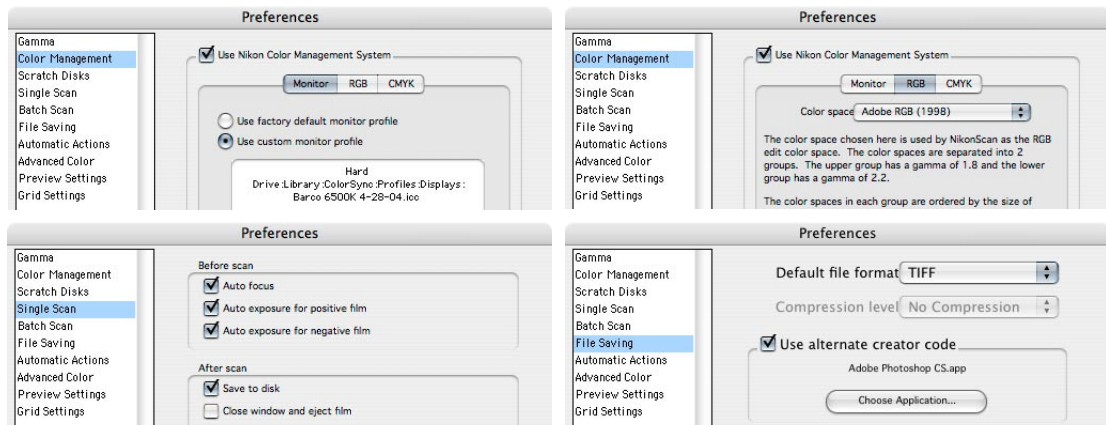 Preferences
Gamma
Color Management
Scratch Disks
Single Scan
Batch Scan
File Saving
Automatic Actions
Advanced Color
Preview Settings
Grid Settings
Use Nikon Color Management System
Monitor RGB CMYK
Use factory default monitor profile
Use custom monitor profile
Hard
Drive:Library:ColorSync:Profiles:Displays:
Barco 6500K 4-28-04.icc
Preferences
Gamma
Color Management
Scratch Disks
Single Scan
Batch Scan
File Saving
Automatic Actions
Advanced Color
Preview Settings
Grid Settings
Use Nikon Color Management System
Monitor RGB CMYK
Color space Adobe RGB (1998)
The color space chosen here is used by NikonScan as the RGB
edit color space. The color spaces are separated into 2
groups. The upper group has a gamma of 1.8 and the lower
group has a gamma of 2.2.
The color spaces in each group are ordered by the size of
Preferences
Gamma
Color Management
Scratch Disks
Single Scan
Batch Scan
File Saving
Automatic Actions
Advanced Color
Preview Settings
Grid Settings
Before scan
Auto focus
Auto exposure for positive film
Auto exposure for negative film
After scan
Save to disk
Close window and eject film
Preferences
Gamma
Color Management
Scratch Disks
Single Scan
Batch Scan
File Saving
Automatic Actions
Advanced Color
Preview Settings
Grid Settings
Default file format TIFF
Compression level No Compression
Use alternate creator code
Adobe Photoshop CS.app
Choose Application...